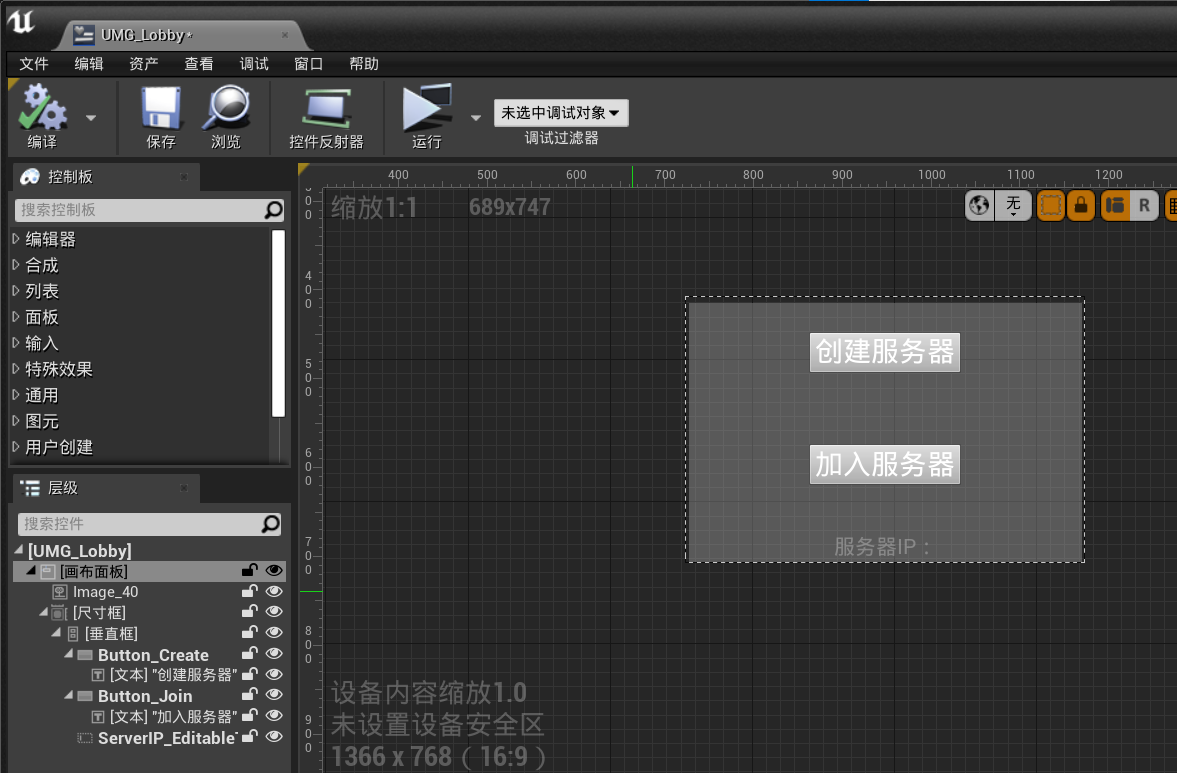 UMG_Lobby*
文件 编辑 资产 查看 调试 窗口 帮助
编译 保存 浏览 控件反射器 运行 未选中调试对象 调试过滤器
控制板
搜索控制板
编辑器
合成
列表
面板
输入
特殊效果
通用
图元
用户创建
层级
搜索控件
[UMG_Lobby]
[画布面板]
Image_40
[尺寸框]
[垂直框]
Button_Create
[文本] "创建服务器"
Button_Join
[文本] "加入服务器"
ServerIP_Editable
400 500 600 700 800 900 1000 1100 1200
缩放1:1 689x747
无 R
0
0
400
500
600
700
800
900
创建服务器
加入服务器
服务器IP：
设备内容缩放1.0
未设置设备安全区
1366 x 768 ( 16:9 )